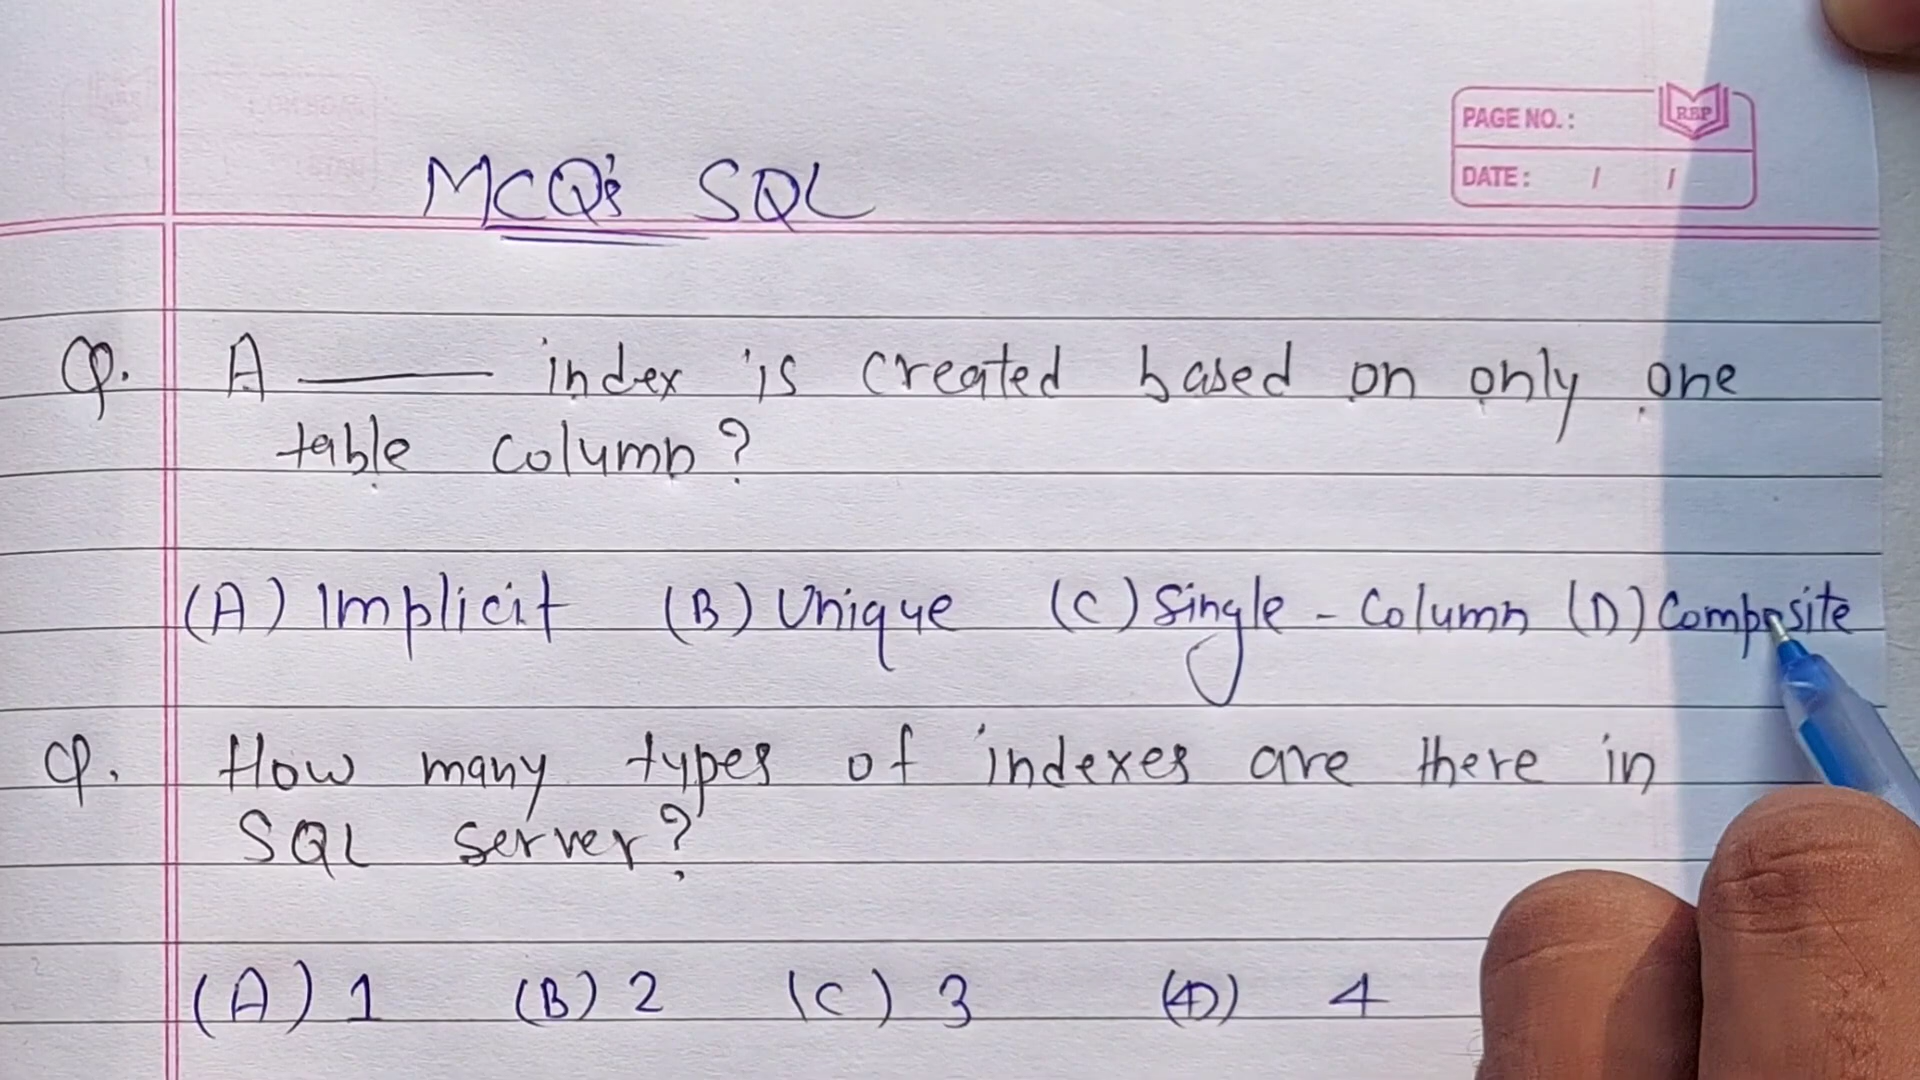 PAGE NO.:
RBP
DATE: / /
MCQ's SQL
Q. A ______ index is created based on only one
table column?
(A) Implicit (B) Unique (C) Single - Column (D) Composite
Q. How many types of indexes are there in
SQL server?
(A) 1 (B) 2 (C) 3 (D) 4